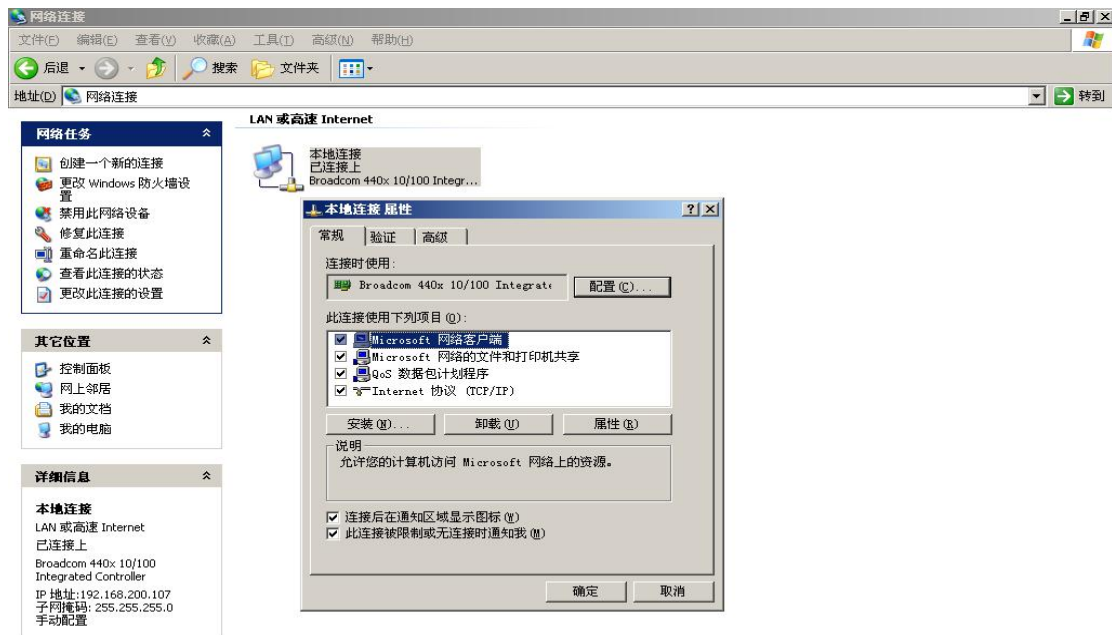 网络连接
文件(F) 编辑(E) 查看(V) 收藏(A) 工具(T) 高级(N) 帮助(H)
后退 搜索 文件夹
地址(D) 网络连接 转到
网络任务
创建一个新的连接
更改 Windows 防火墙设
置
禁用此网络设备
修复此连接
重命名此连接
查看此连接的状态
更改此连接的设置
其它位置
控制面板
网上邻居
我的文档
我的电脑
详细信息
本地连接
LAN 或高速 Internet
已连接上
Broadcom 440x 10/100
Integrated Controller
IP 地址:192.168.200.107
子网掩码: 255.255.255.0
手动配置
LAN 或高速 Internet
本地连接
已连接上
Broadcom 440x 10/100 Integr...
本地连接 属性
常规 验证 高级
连接时使用:
Broadcom 440x 10/100 Integrate
配置(C)...
此连接使用下列项目(O):
Microsoft 网络客户端
Microsoft 网络的文件和打印机共享
QoS 数据包计划程序
Internet 协议 (TCP/IP)
安装(N)... 卸载(U) 属性(R)
说明
允许您的计算机访问 Microsoft 网络上的资源。
连接后在通知区域显示图标(W)
此连接被限制或无连接时通知我(M)
确定 取消